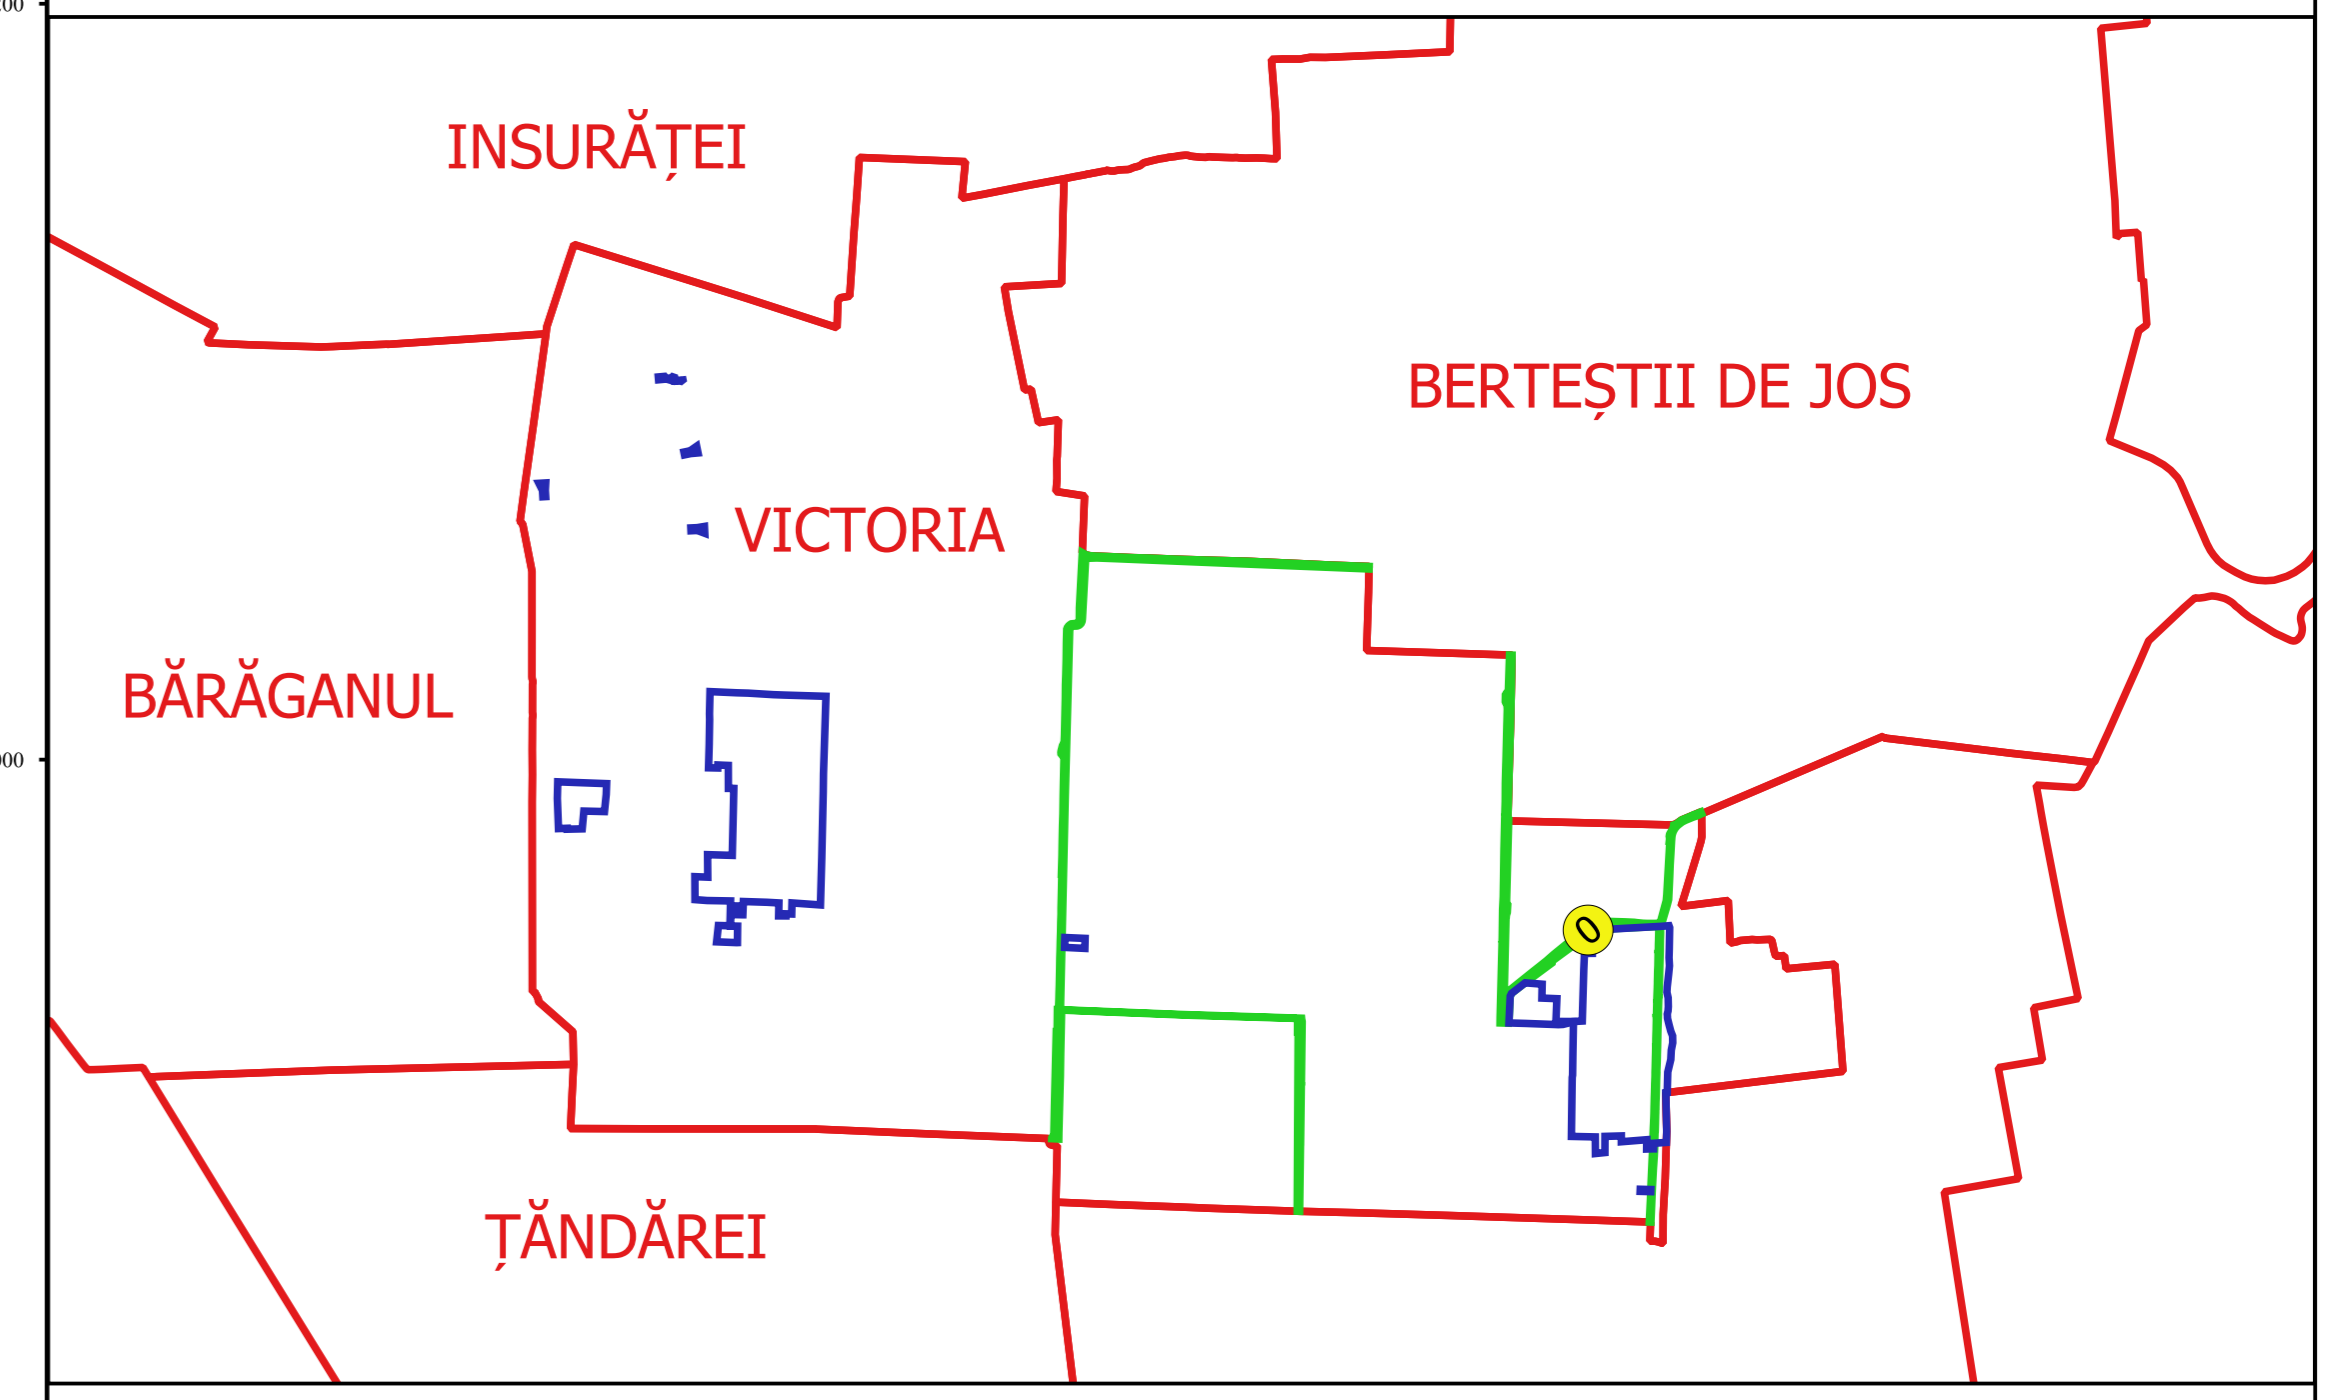 INSURĂȚEI
BERTEȘTII DE JOS
VICTORIA
BĂRĂGANUL
0
ȚĂNDĂREI